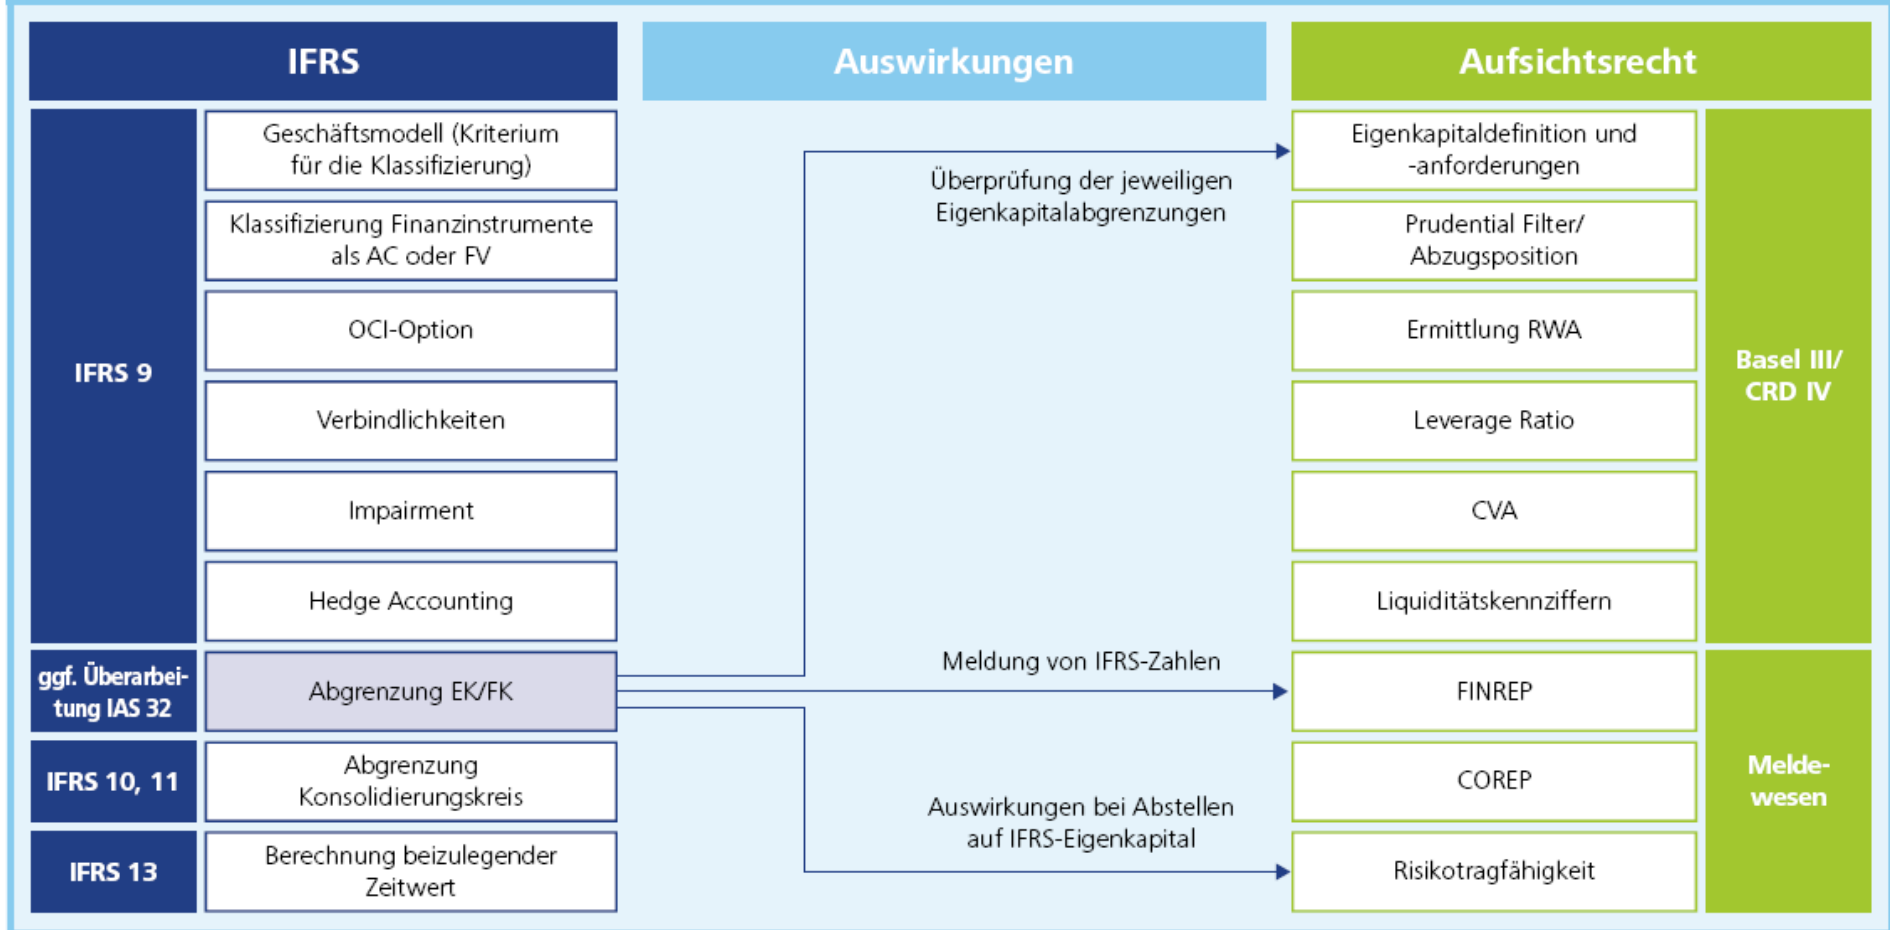 IFRS
Auswirkungen
Aufsichtsrecht
IFRS 9
Geschäftsmodell (Kriterium
für die Klassifizierung)
Klassifizierung Finanzinstrumente
als AC oder FV
OCI-Option
Verbindlichkeiten
Impairment
Hedge Accounting
ggf. Überarbei-
tung IAS 32
Abgrenzung EK/FK
IFRS 10, 11
Abgrenzung
Konsolidierungskreis
IFRS 13
Berechnung beizulegender
Zeitwert
Überprüfung der jeweiligen
Eigenkapitalabgrenzungen
Meldung von IFRS-Zahlen
Auswirkungen bei Abstellen
auf IFRS-Eigenkapital
Eigenkapitaldefinition und
-anforderungen
Prudential Filter/
Abzugsposition
Ermittlung RWA
Leverage Ratio
CVA
Liquiditätskennziffern
Basel III/
CRD IV
FINREP
COREP
Risikotragfähigkeit
Melde-
wesen